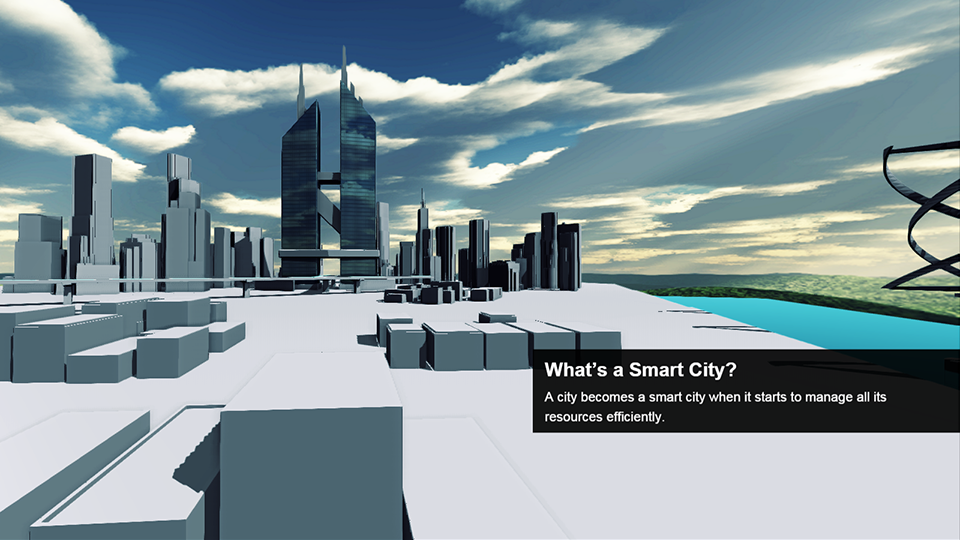 What’s a Smart City?
A city becomes a smart city when it starts to manage all its
resources efficiently.